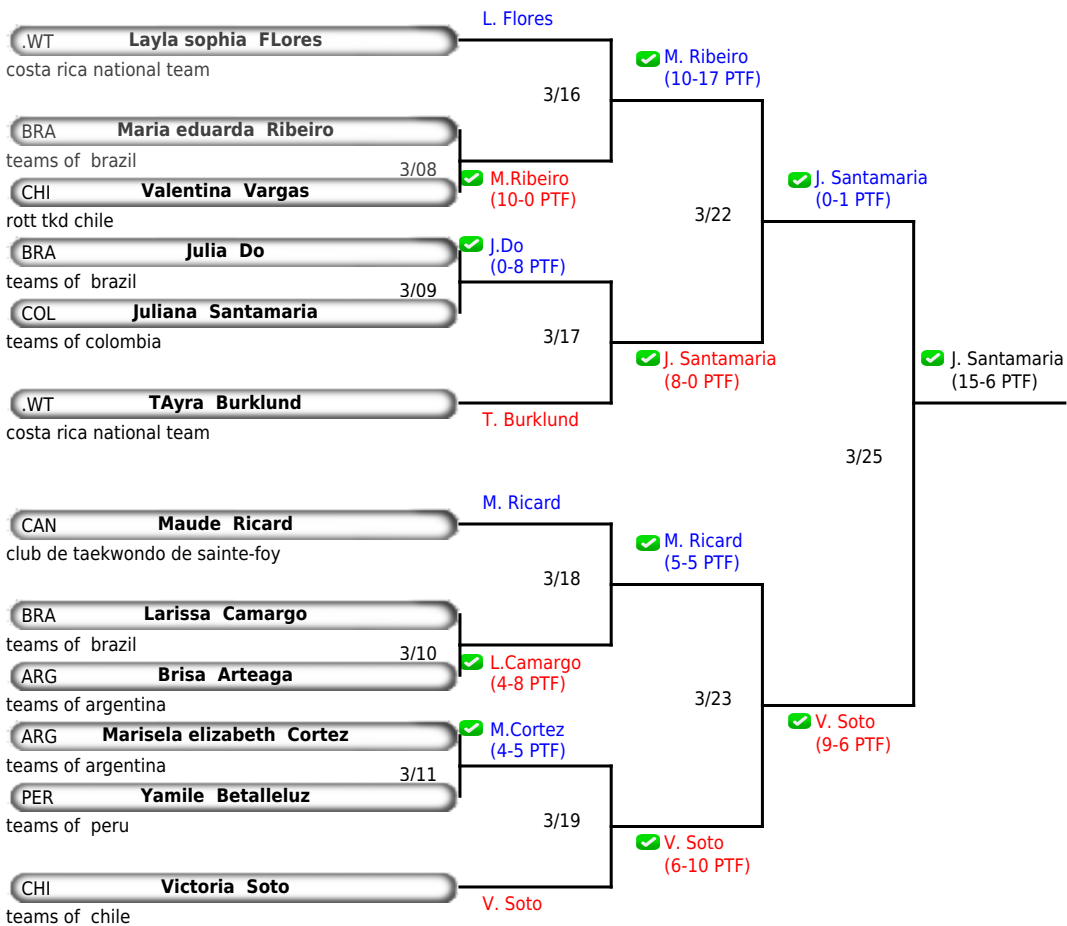 L. Flores
.WT Layla sophia FLores
costa rica national team
M. Ribeiro
(10-17 PTF)
3/16
BRA Maria eduarda Ribeiro
teams of brazil
3/08
CHI Valentina Vargas
M.Ribeiro
(10-0 PTF)
rott tkd chile
J. Santamaria
(0-1 PTF)
3/22
BRA Julia Do
J.Do
(0-8 PTF)
teams of brazil
3/09
COL Juliana Santamaria
teams of colombia
3/17
J. Santamaria
(8-0 PTF)
J. Santamaria
(15-6 PTF)
.WT TAyra Burklund
T. Burklund
costa rica national team
3/25
M. Ricard
CAN Maude Ricard
club de taekwondo de sainte-foy
M. Ricard
(5-5 PTF)
3/18
BRA Larissa Camargo
teams of brazil
3/10
ARG Brisa Arteaga
L.Camargo
(4-8 PTF)
teams of argentina
3/23
V. Soto
(9-6 PTF)
ARG Marisela elizabeth Cortez
M.Cortez
(4-5 PTF)
teams of argentina
3/11
PER Yamile Betalleluz
teams of peru
3/19
V. Soto
(6-10 PTF)
CHI Victoria Soto
V. Soto
teams of chile